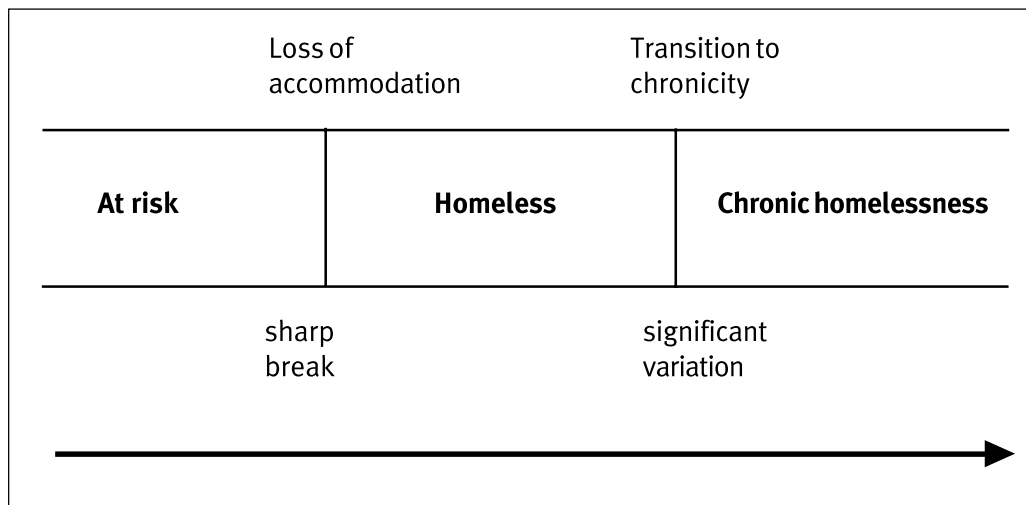 Loss of
accommodation
Transition to
chronicity
At risk
Homeless
Chronic homelessness
sharp
break
significant
variation